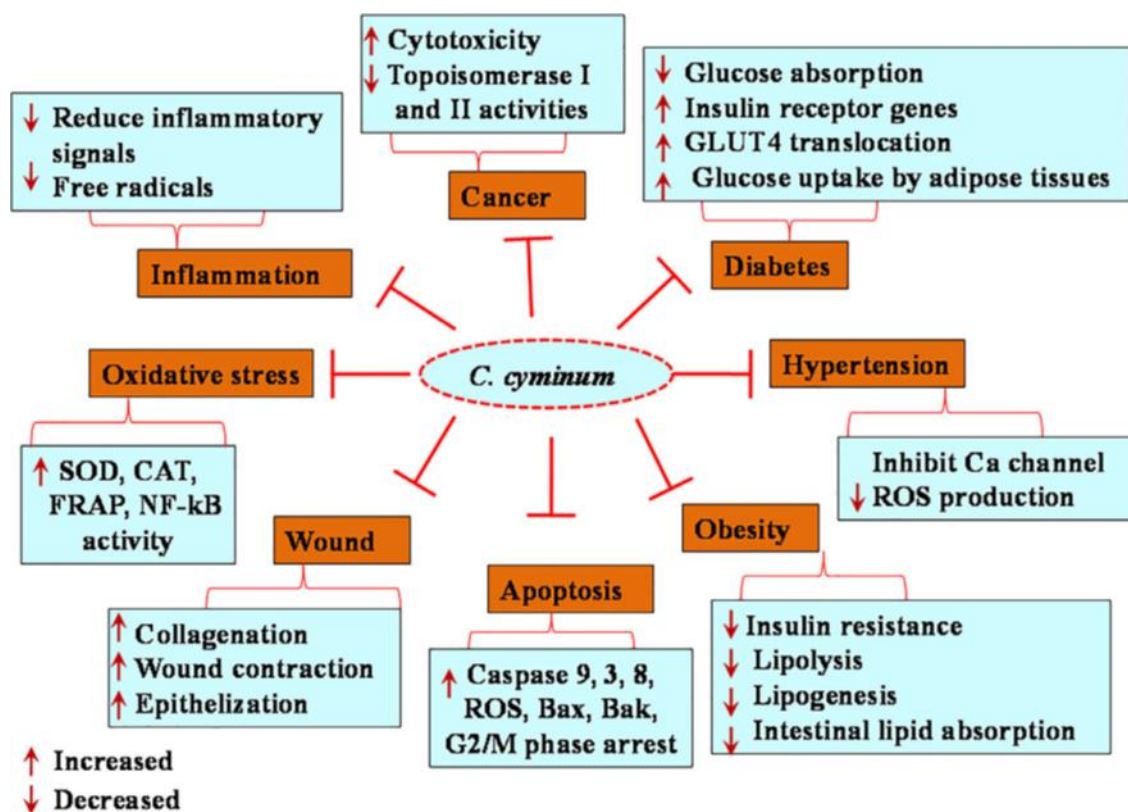 ↑ Cytotoxicity
↓ Topoisomerase I
and II activities
Cancer
↓ Glucose absorption
↑ Insulin receptor genes
↑ GLUT4 translocation
↑ Glucose uptake by adipose tissues
Diabetes
↓ Reduce inflammatory
signals
↓ Free radicals
Inflammation
C. cyminum
Oxidative stress
↑ SOD, CAT,
FRAP, NF-kB
activity
Hypertension
Inhibit Ca channel
↓ ROS production
Wound
↑ Collagenation
↑ Wound contraction
↑ Epithelization
Apoptosis
↑ Caspase 9, 3, 8,
ROS, Bax, Bak,
G2/M phase arrest
Obesity
↓ Insulin resistance
↓ Lipolysis
↓ Lipogenesis
↓ Intestinal lipid absorption
↑ Increased
↓ Decreased